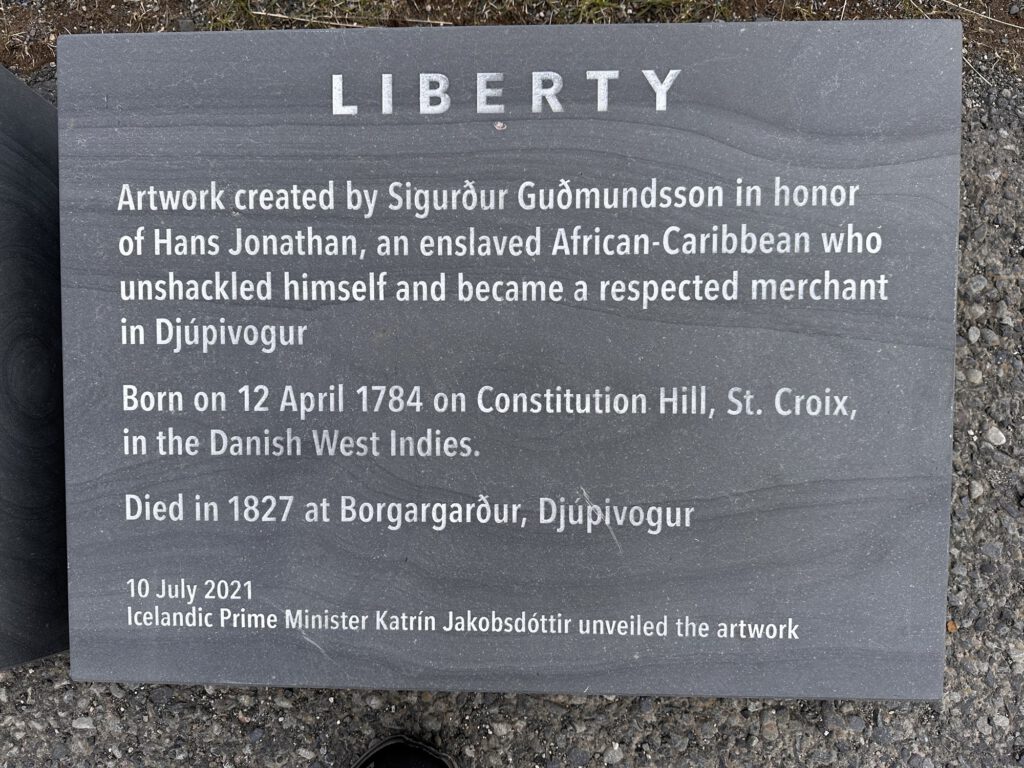 LIBERTY
Artwork created by Sigurður Guðmundsson in honor
of Hans Jonathan, an enslaved African-Caribbean who
unshackled himself and became a respected merchant
in Djúpivogur
Born on 12 April 1784 on Constitution Hill, St. Croix,
in the Danish West Indies.
Died in 1827 at Borgargarður, Djúpivogur
10 July 2021
Icelandic Prime Minister Katrín Jakobsdóttir unveiled the artwork